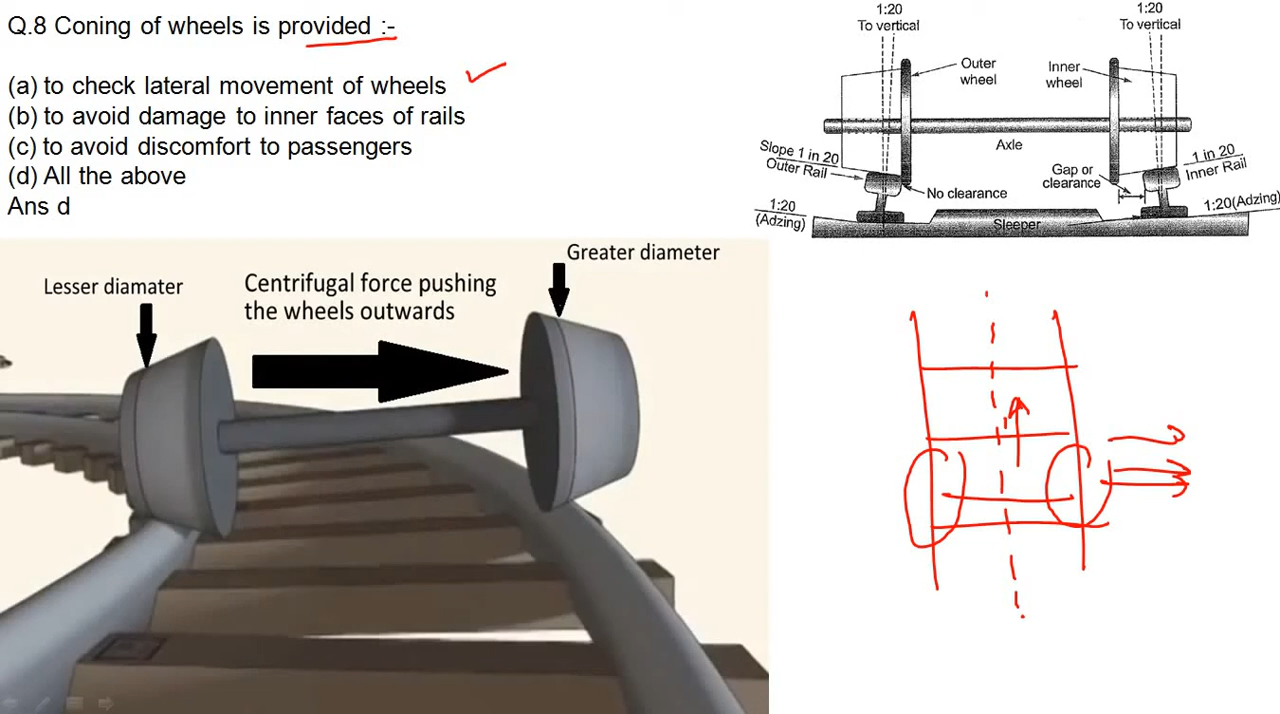 Q.8 Coning of wheels is provided :-
(a) to check lateral movement of wheels
(b) to avoid damage to inner faces of rails
(c) to avoid discomfort to passengers
(d) All the above
Ans d
1:20
To vertical
1:20
To vertical
Outer
wheel
Inner
wheel
Axle
Slope 1 in 20
Outer Rail
No clearance
Gap or
clearance
1 in 20
Inner Rail
1:20
(Adzing)
Sleeper
1:20(Adzing)
Lesser diamater
Centrifugal force pushing
the wheels outwards
Greater diameter